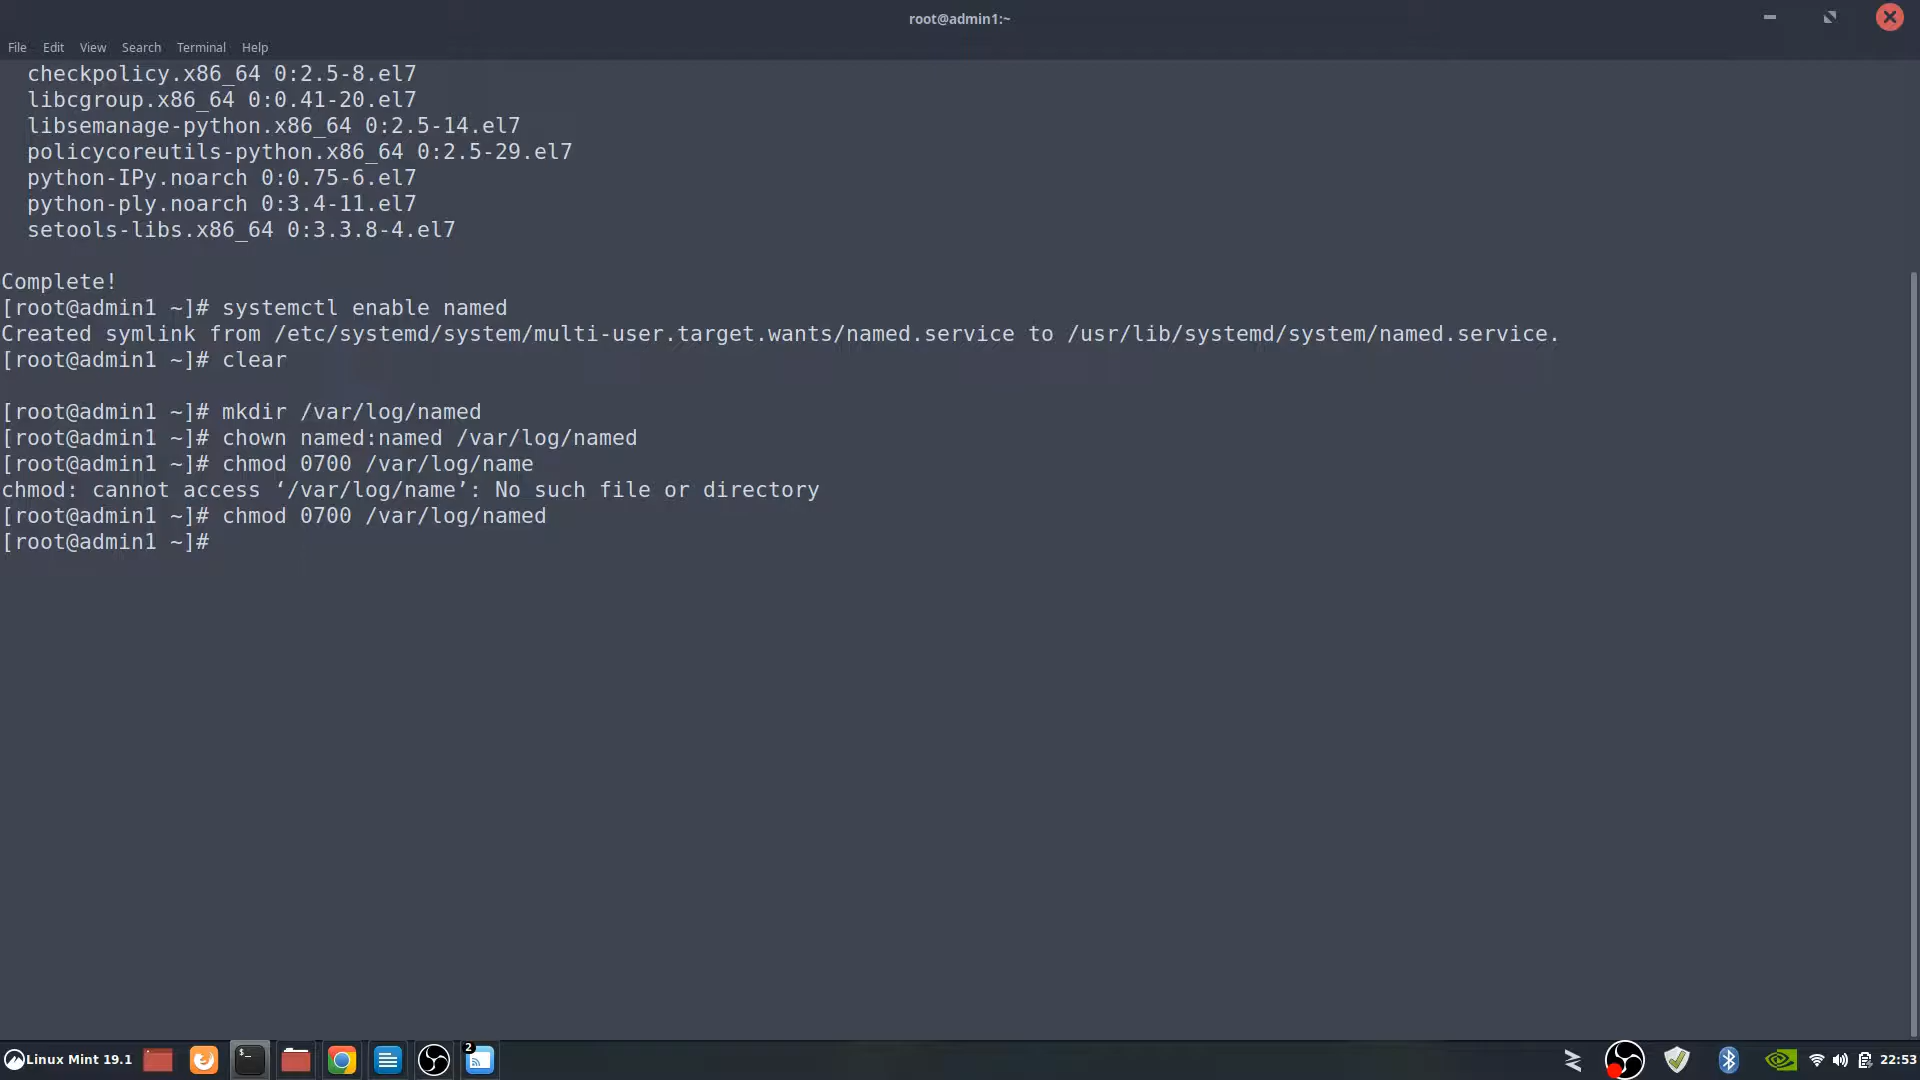 root@admin1:~
File Edit View Search Terminal Help
checkpolicy.x86_64 0:2.5-8.el7
libcgroup.x86_64 0:0.41-20.el7
libsemanage-python.x86_64 0:2.5-14.el7
policycoreutils-python.x86_64 0:2.5-29.el7
python-IPy.noarch 0:0.75-6.el7
python-ply.noarch 0:3.4-11.el7
setools-libs.x86_64 0:3.3.8-4.el7
Complete!
[root@admin1 ~]# systemctl enable named
Created symlink from /etc/systemd/system/multi-user.target.wants/named.service to /usr/lib/systemd/system/named.service.
[root@admin1 ~]# clear
[root@admin1 ~]# mkdir /var/log/named
[root@admin1 ~]# chown named:named /var/log/named
[root@admin1 ~]# chmod 0700 /var/log/name
chmod: cannot access ‘/var/log/name’: No such file or directory
[root@admin1 ~]# chmod 0700 /var/log/named
[root@admin1 ~]#
Linux Mint 19.1 $_ 2 22:53